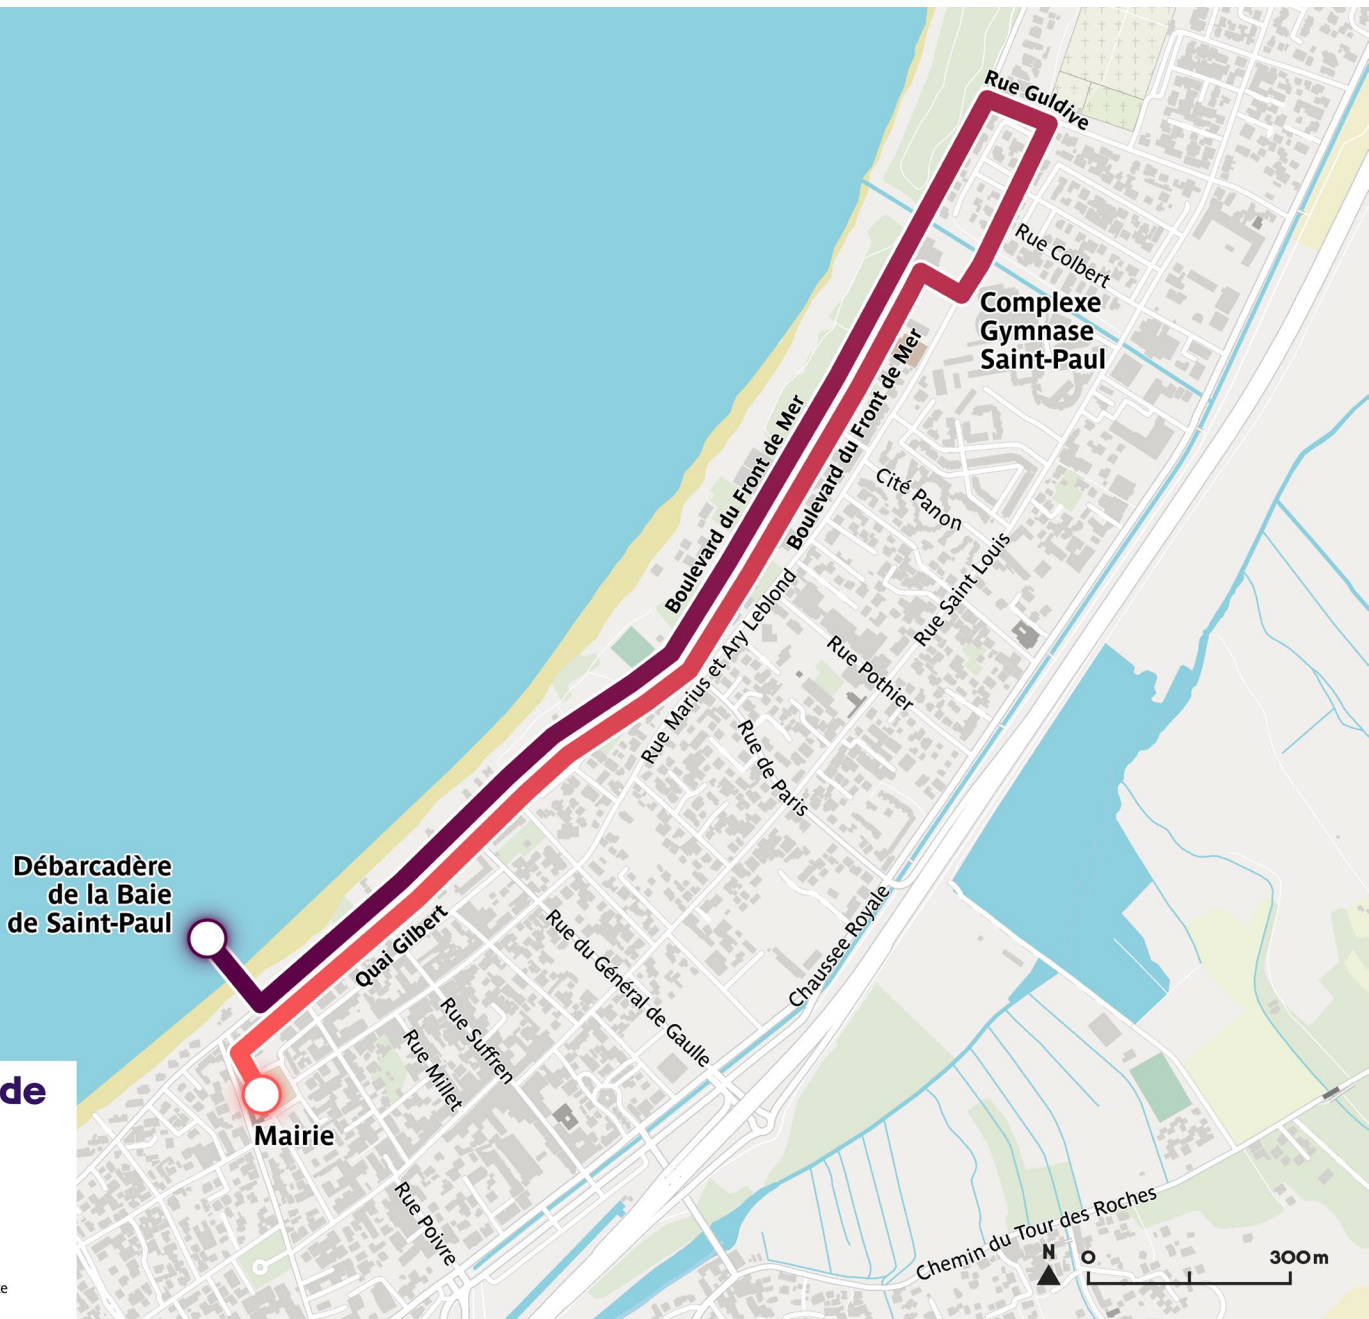 Rue Guldive
Rue Colbert
Complexe
Gymnase
Saint-Paul
Boulevard du Front de Mer
Boulevard du Front de Mer
Cité Panon
Rue Saint Louis
Rue Marius et Ary Leblond
Rue Pothier
Rue de Paris
Débarcadère
de la Baie
de Saint-Paul
Quai Gilbert
Rue du Général de Gaulle
Chaussee Royale
Rue Suffren
Rue Millet
de
Mairie
Rue Poivre
Chemin du Tour des Roches
N
0
300m